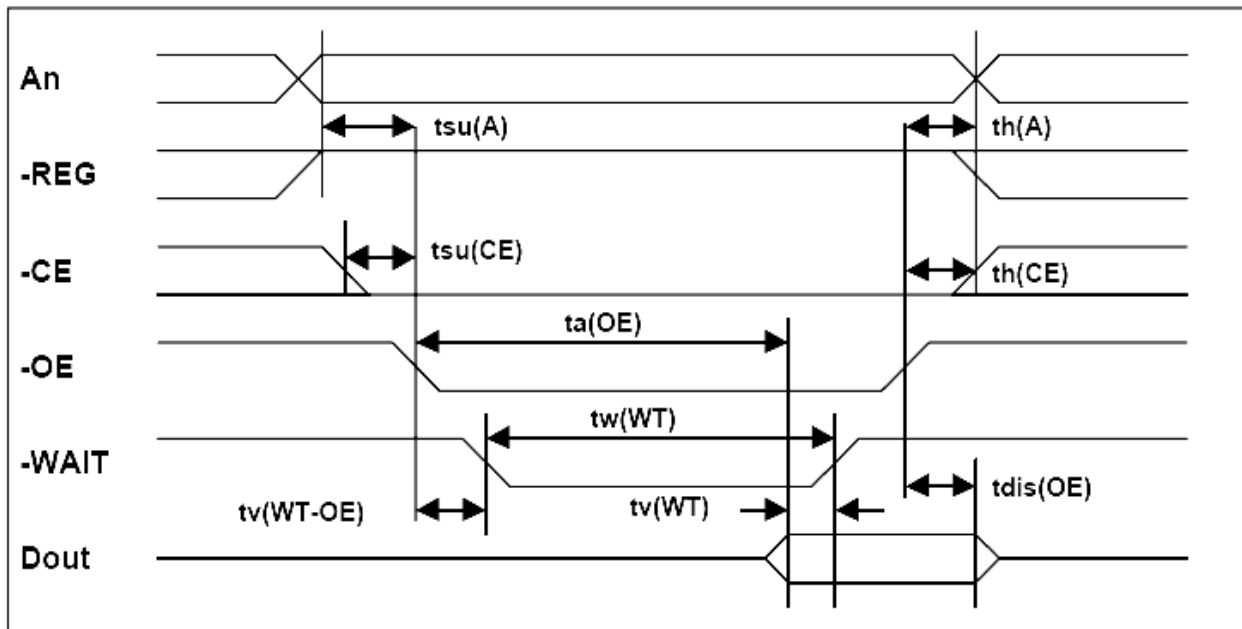 An
tsu(A) th(A)
-REG
tsu(CE) th(CE)
-CE
ta(OE)
-OE
tw(WT)
-WAIT
tdis(OE)
tv(WT-OE) tv(WT)
Dout